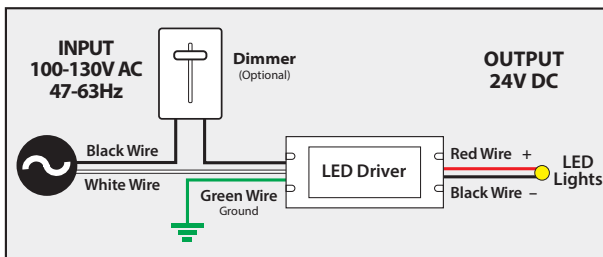 INPUT
100-130V AC
47-63Hz
Dimmer
(Optional)
OUTPUT
24V DC
Black Wire
White Wire
Green Wire
Ground
LED Driver
Red Wire +
Black Wire –
LED
Lights